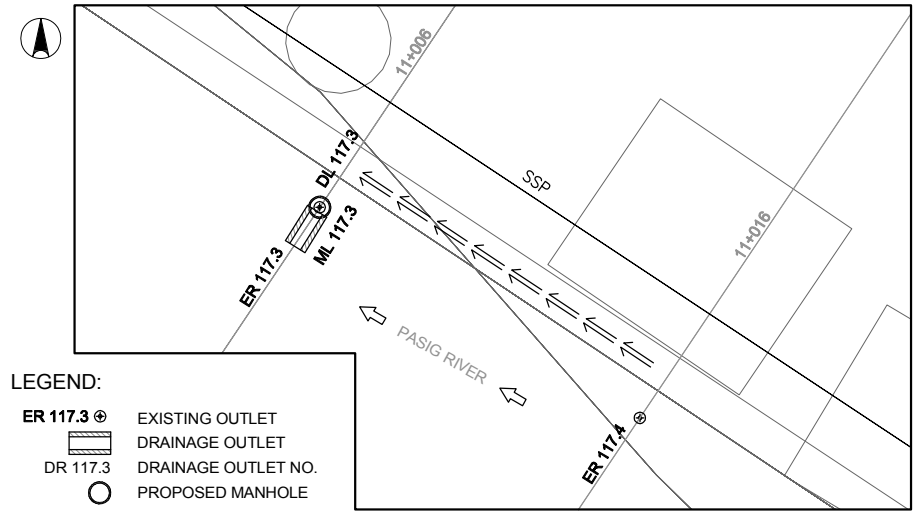 11+006
DL 117.3
SSP
ML 117.3
11+016
ER 117.3
PASIG RIVER
ER 117.4
LEGEND:
ER 117.3 EXISTING OUTLET
DRAINAGE OUTLET
DR 117.3 DRAINAGE OUTLET NO.
PROPOSED MANHOLE